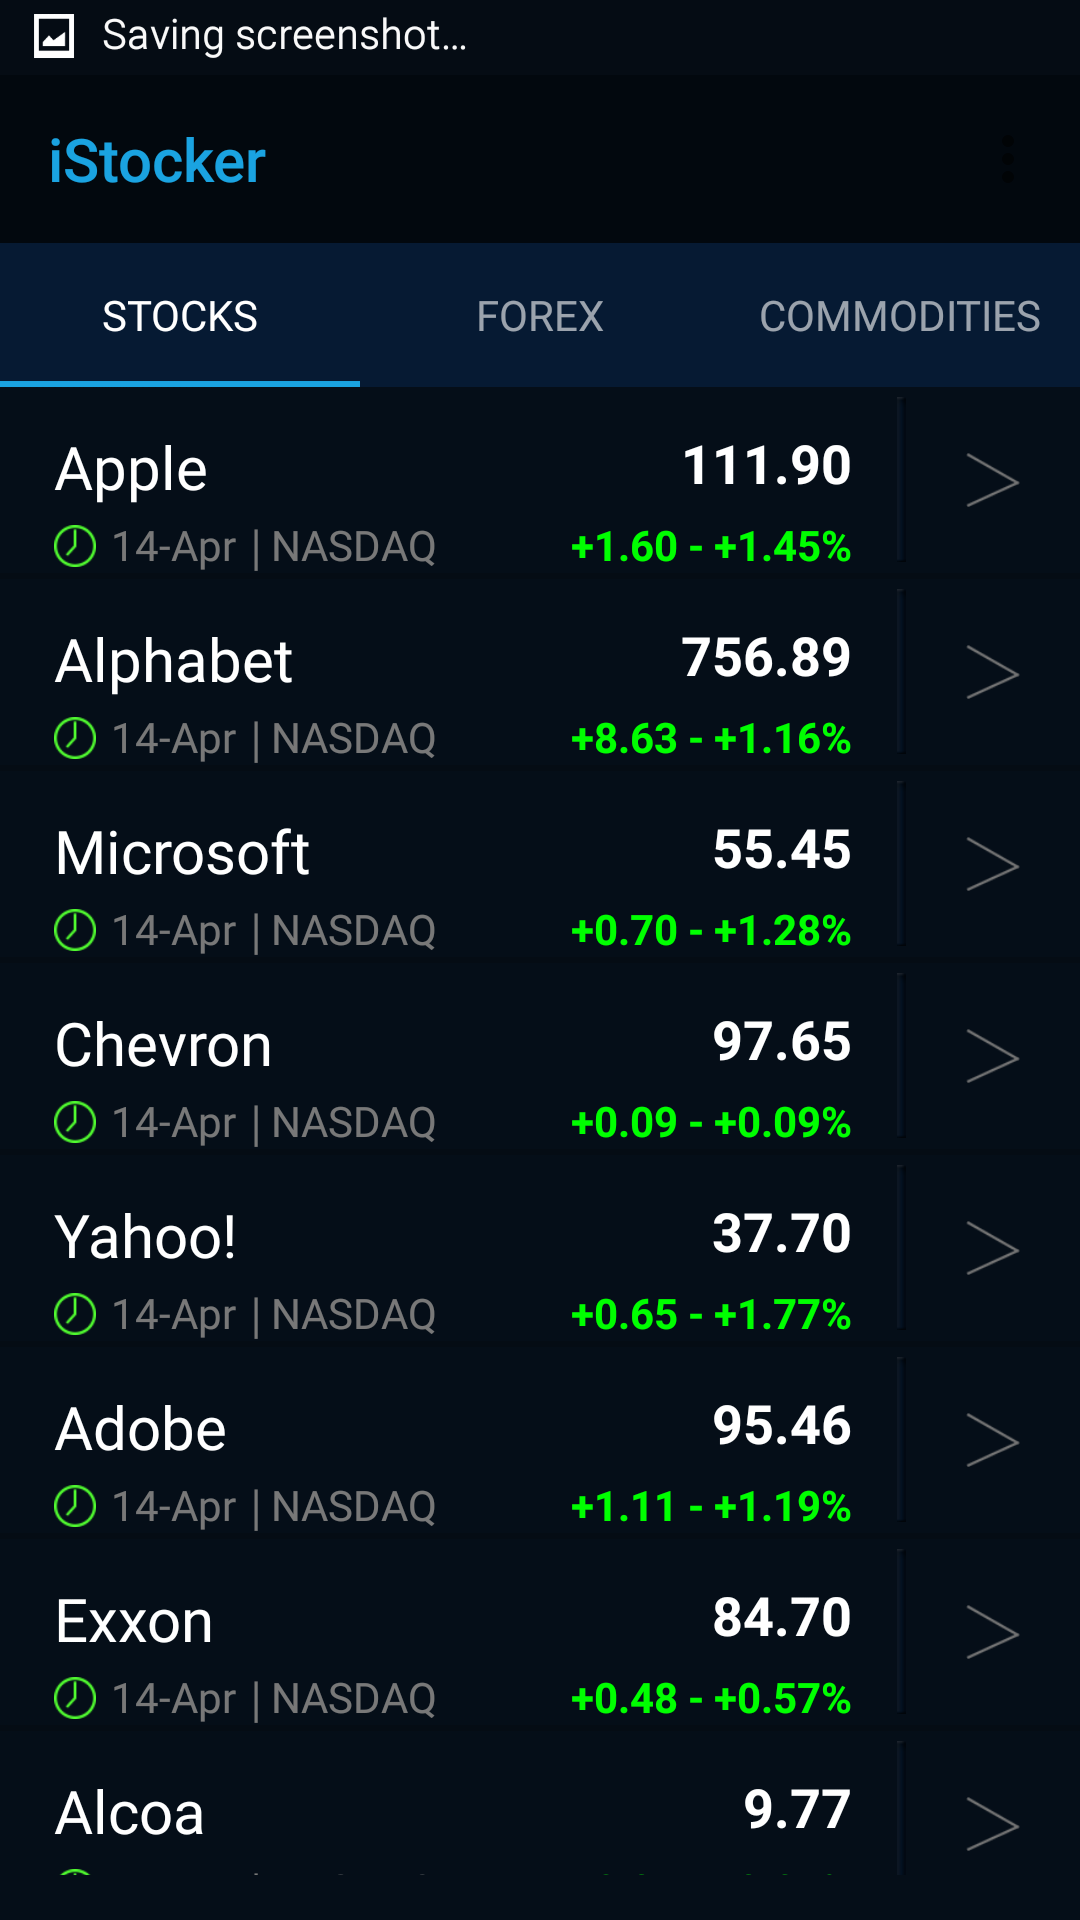 Saving screenshot...
iStocker
STOCKS FOREX COMMODITIES
Apple 111.90
14-Apr | NASDAQ +1.60 - +1.45%
Alphabet 756.89
14-Apr | NASDAQ +8.63 - +1.16%
Microsoft 55.45
14-Apr | NASDAQ +0.70 - +1.28%
Chevron 97.65
14-Apr | NASDAQ +0.09 - +0.09%
Yahoo! 37.70
14-Apr | NASDAQ +0.65 - +1.77%
Adobe 95.46
14-Apr | NASDAQ +1.11 - +1.19%
Exxon 84.70
14-Apr | NASDAQ +0.48 - +0.57%
Alcoa 9.77